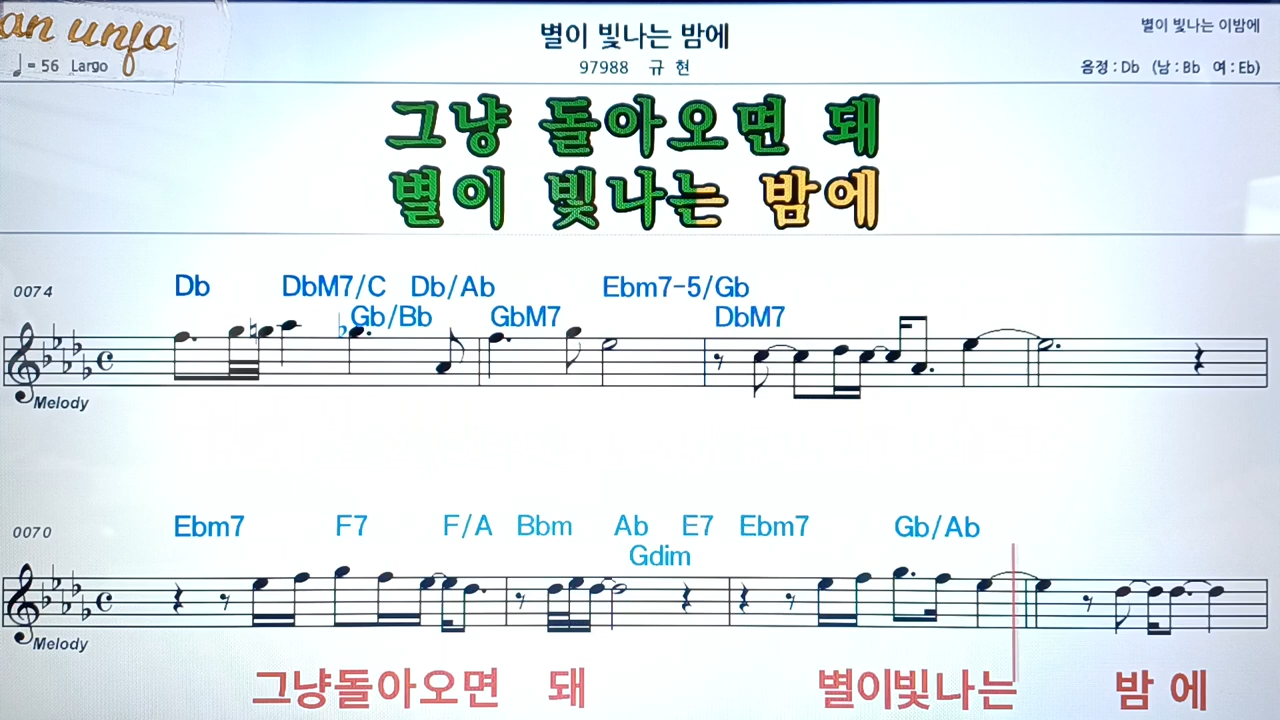 an unfa
별이 빛나는 밤에
별이 빛나는 이밤에
♩= 56 Largo
97988 규 현
음정 : Db (남 : Bb 여 : Eb)
그냥 돌아오면 돼
별이 빛나는 밤에
0074
Db DbM7/C Db/Ab Ebm7-5/Gb
Gb/Bb GbM7 DbM7
Melody
0070
Ebm7 F7 F/A Bbm Ab E7 Ebm7 Gb/Ab
Gdim
Melody
그냥돌아오면 돼 별이빛나는 밤 에